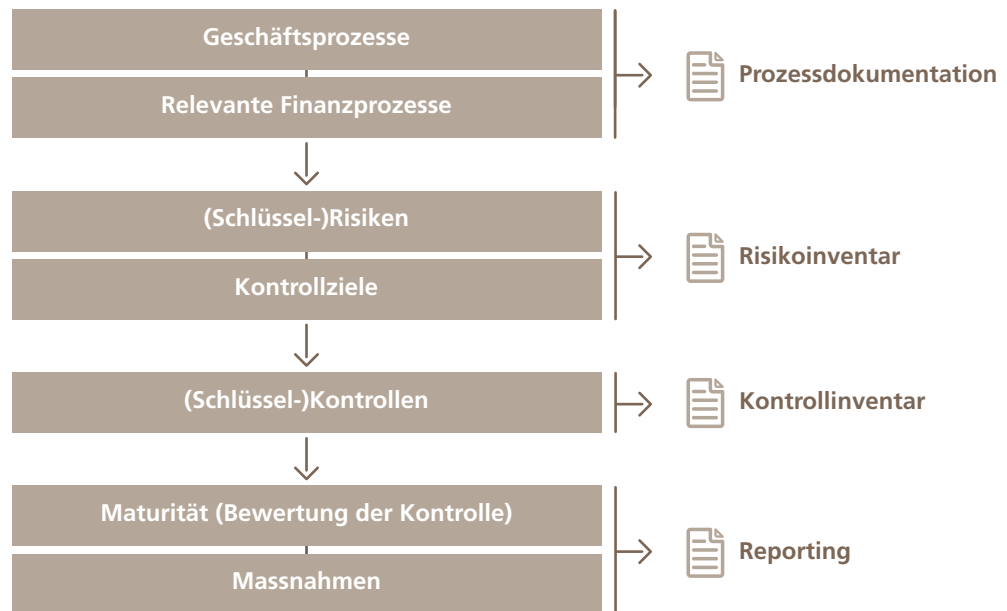 Geschäftsprozesse
Relevante Finanzprozesse
Prozessdokumentation
(Schlüssel-)Risiken
Kontrollziele
Risikoinventar
(Schlüssel-)Kontrollen
Kontrollinventar
Maturität (Bewertung der Kontrolle)
Massnahmen
Reporting